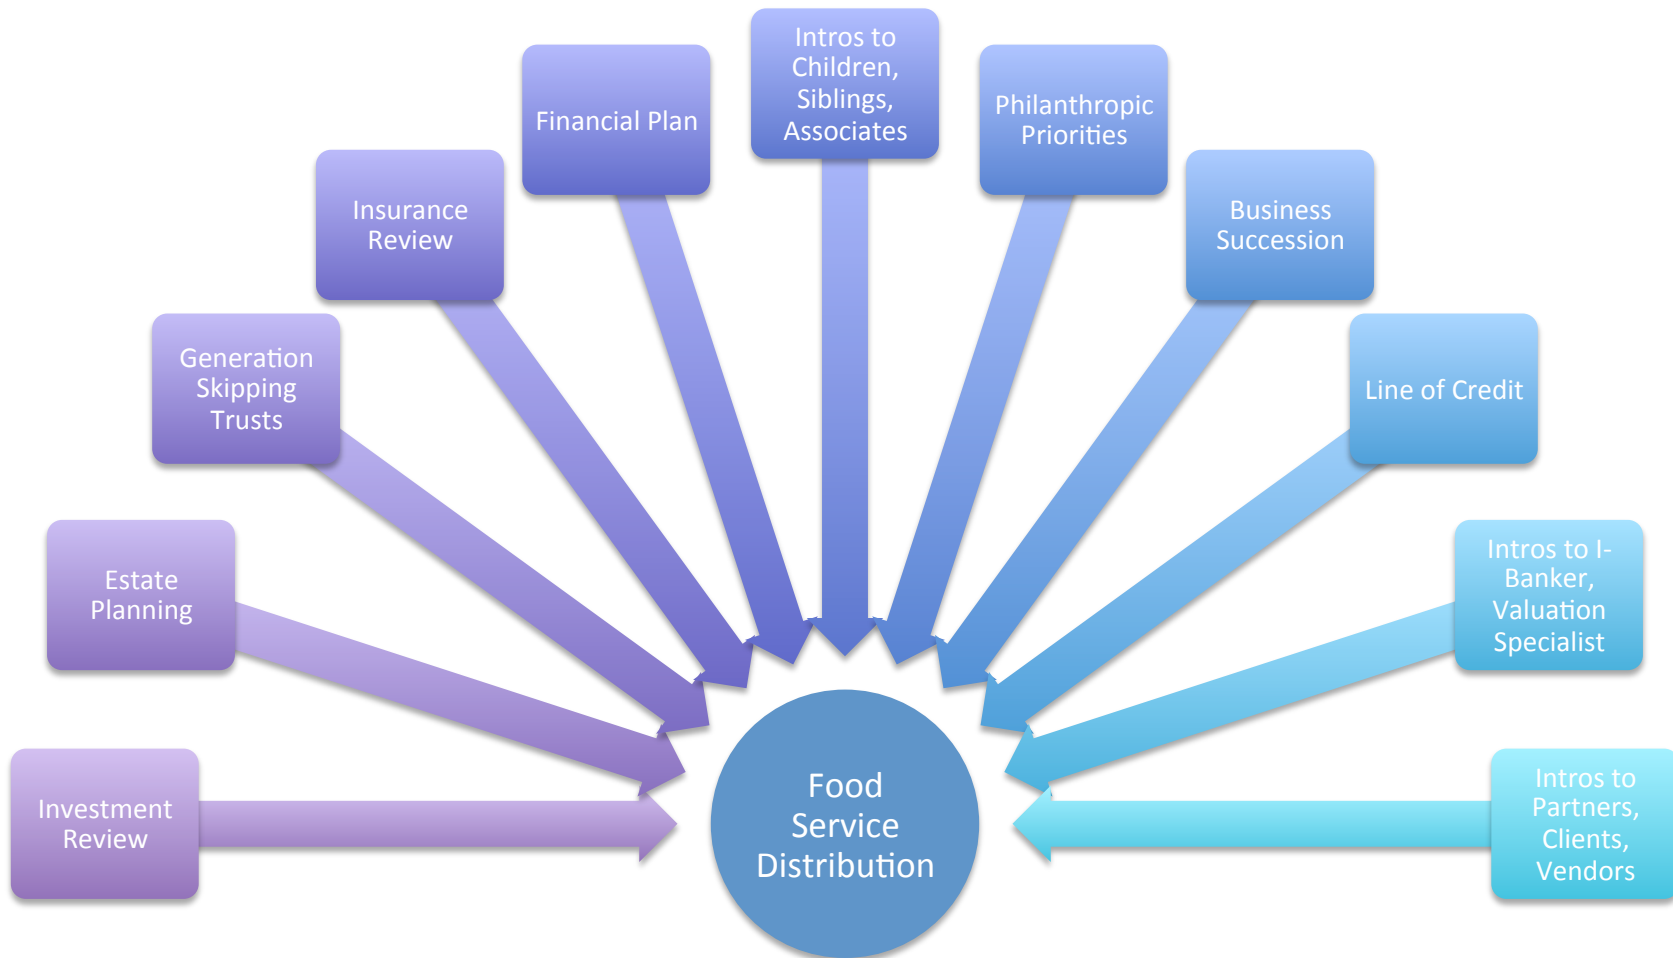 Intros to
Children,
Siblings,
Associates
Financial Plan
Philanthropic
Priorities
Insurance
Review
Business
Succession
Generation
Skipping
Trusts
Line of Credit
Estate
Planning
Intros to I-
Banker,
Valuation
Specialist
Investment
Review
Food
Service
Distribution
Intros to
Partners,
Clients,
Vendors